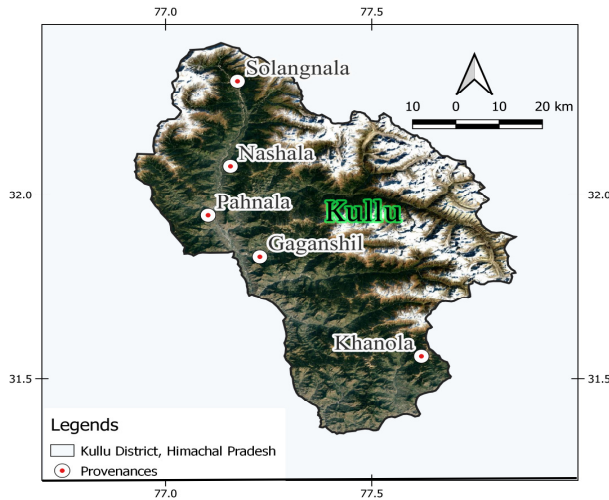 77.0 77.5
Solangnala
10 0 10 20 km
Nashala
32.0 32.0
Pahnala
Kullu
Gaganshil
Khanola
31.5 31.5
Legends
Kullu District, Himachal Pradesh
Provenances
77.0 77.5